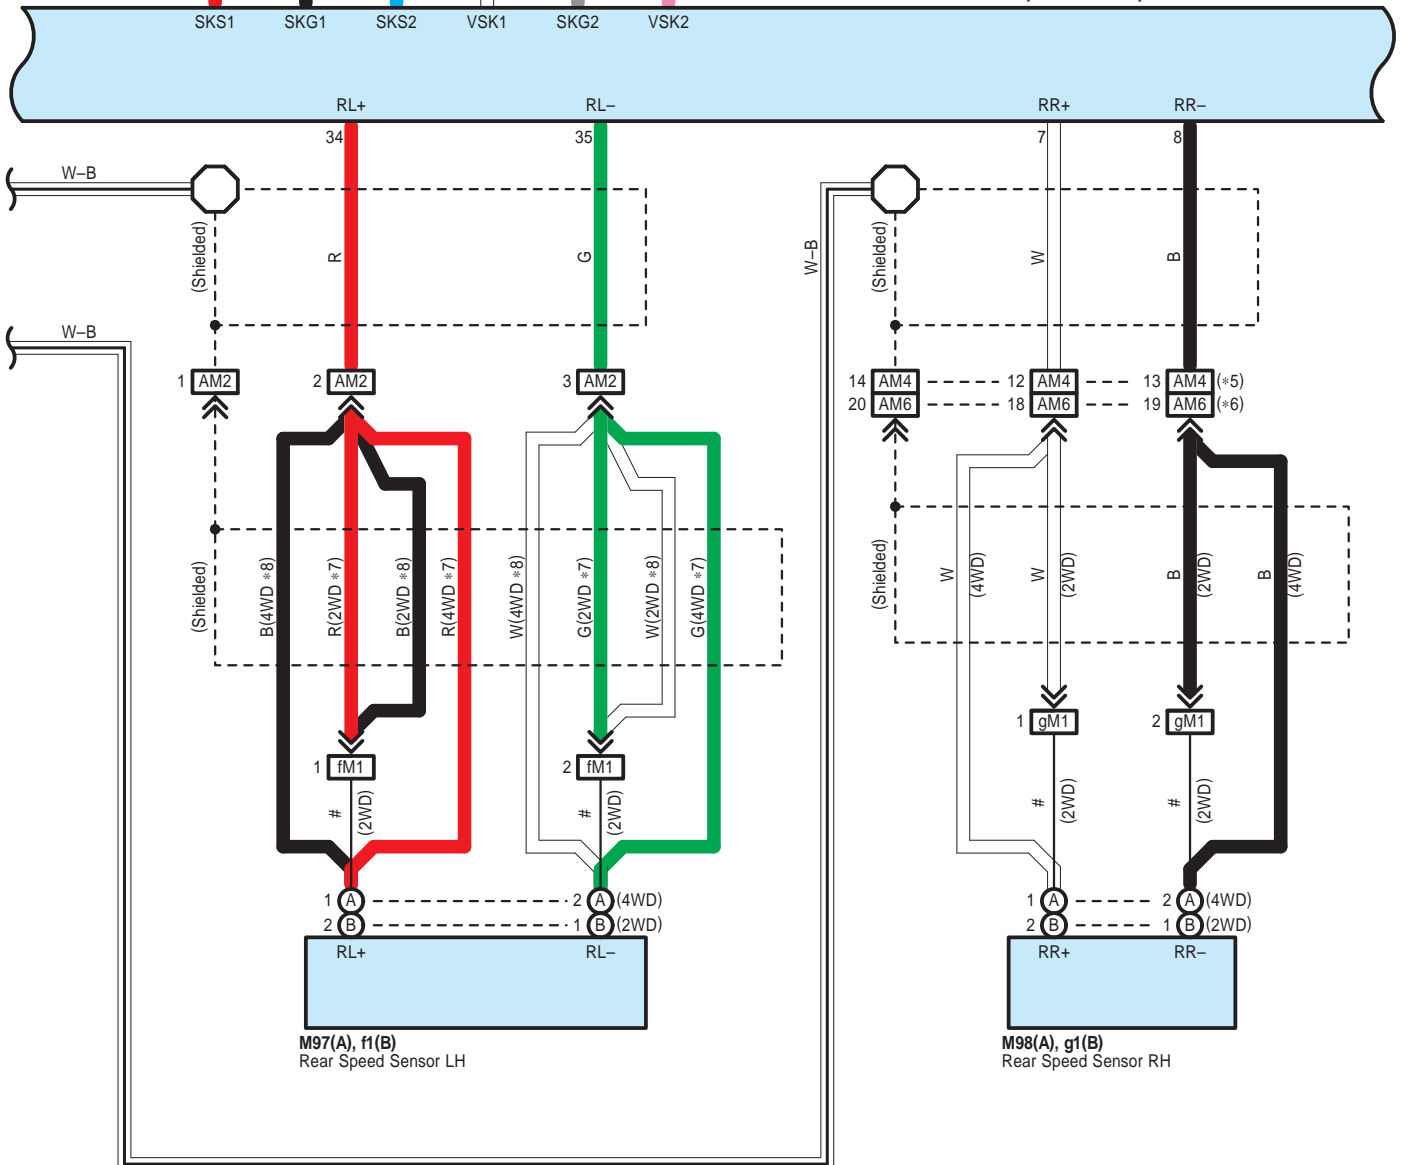 SKS1 SKG1 SKS2 VSK1 SKG2 VSK2
RL+ RL– RR+ RR–
34 35 7 8
W–B
(Shielded) R G W–B (Shielded) W B
W–B
1 AM2 2 AM2 3 AM2 14 AM4 12 AM4 13 AM4 (*5)
20 AM6 18 AM6 19 AM6 (*6)
(Shielded) B(4WD *8) R(2WD *7) B(2WD *8) R(4WD *7) W(4WD *8) G(2WD *7) W(2WD *8) G(4WD *7) (Shielded) W (4WD) W (2WD) B (2WD) B (4WD)
1 gM1 2 gM1
1 fM1 2 fM1
# (2WD) # (2WD) # (2WD) # (2WD)
1 A 2 A (4WD) 1 A 2 A (4WD)
2 B 1 B (2WD) 2 B 1 B (2WD)
RL+ RL– RR+ RR–
M97(A), f1(B) M98(A), g1(B)
Rear Speed Sensor LH Rear Speed Sensor RH